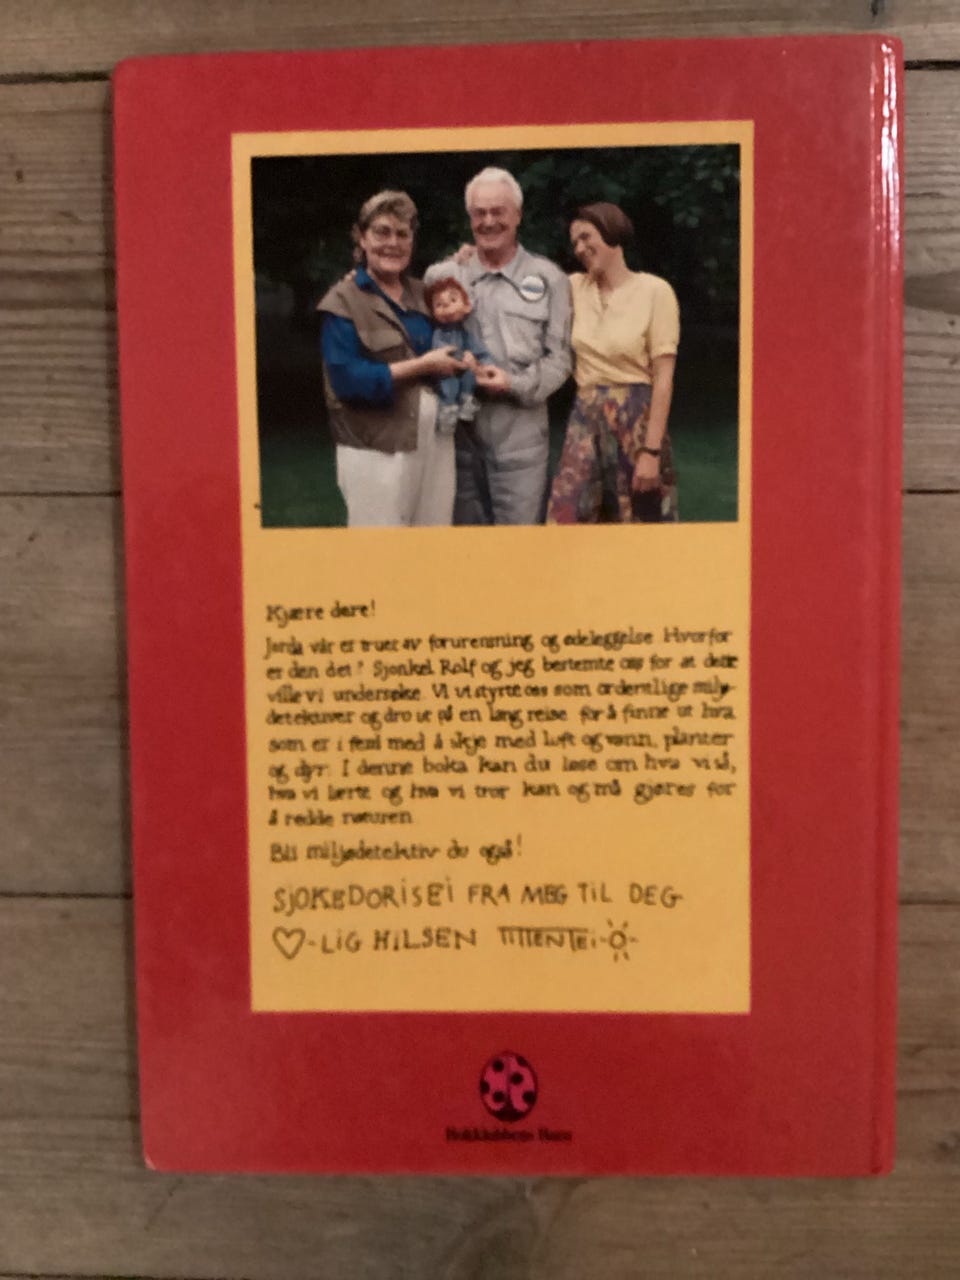 Kjære dere!
Jorda vår er truet av forurensning og ødeleggelse Hvorfor
er den det? Sjonkel Rolf og jeg bestemte oss for at dette
ville vi undersøke. Vi utstyrte oss som ordentlige miljø-
detektiver og dro ut på en lang reise for å finne ut hva
som er i ferd med å skje med luft og vann, planter
og dyr. I denne boka kan du lese om hva vi så,
hva vi lærte og hva vi tror kan og må gjøres for
å redde naturen
Bli miljødetektiv du også!
SJOKEDORISEI FRA MEG TIL DEG
♡-LIG HILSEN TITTENTEI
Bokklubbens Barn